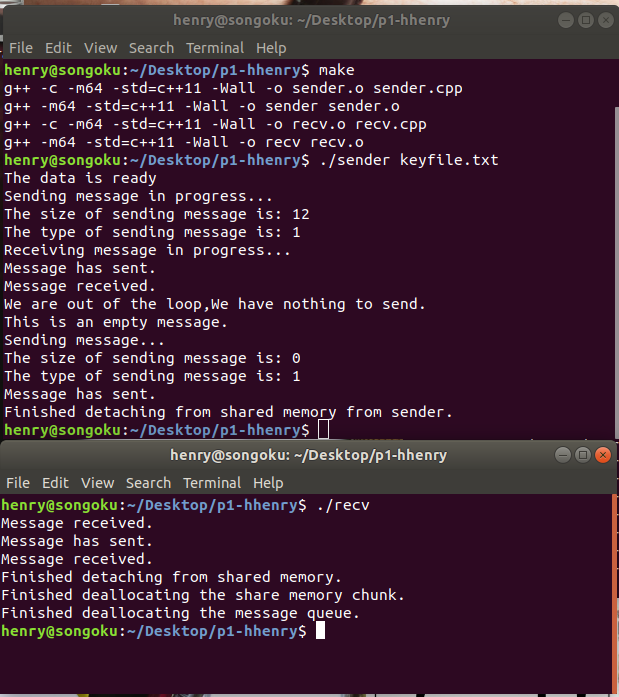 henry@songoku: ~/Desktop/p1-hhenry
File Edit View Search Terminal Help
henry@songoku:~/Desktop/p1-hhenry$ make
g++ -c -m64 -std=c++11 -Wall -o sender.o sender.cpp
g++ -m64 -std=c++11 -Wall -o sender sender.o
g++ -c -m64 -std=c++11 -Wall -o recv.o recv.cpp
g++ -m64 -std=c++11 -Wall -o recv recv.o
henry@songoku:~/Desktop/p1-hhenry$ ./sender keyfile.txt
The data is ready
Sending message in progress...
The size of sending message is: 12
The type of sending message is: 1
Receiving message in progress...
Message has sent.
Message received.
We are out of the loop,We have nothing to send.
This is an empty message.
Sending message...
The size of sending message is: 0
The type of sending message is: 1
Message has sent.
Finished detaching from shared memory from sender.
henry@songoku:~/Desktop/p1-hhenry$
henry@songoku: ~/Desktop/p1-hhenry
File Edit View Search Terminal Help
henry@songoku:~/Desktop/p1-hhenry$ ./recv
Message received.
Message has sent.
Message received.
Finished detaching from shared memory.
Finished deallocating the share memory chunk.
Finished deallocating the message queue.
henry@songoku:~/Desktop/p1-hhenry$